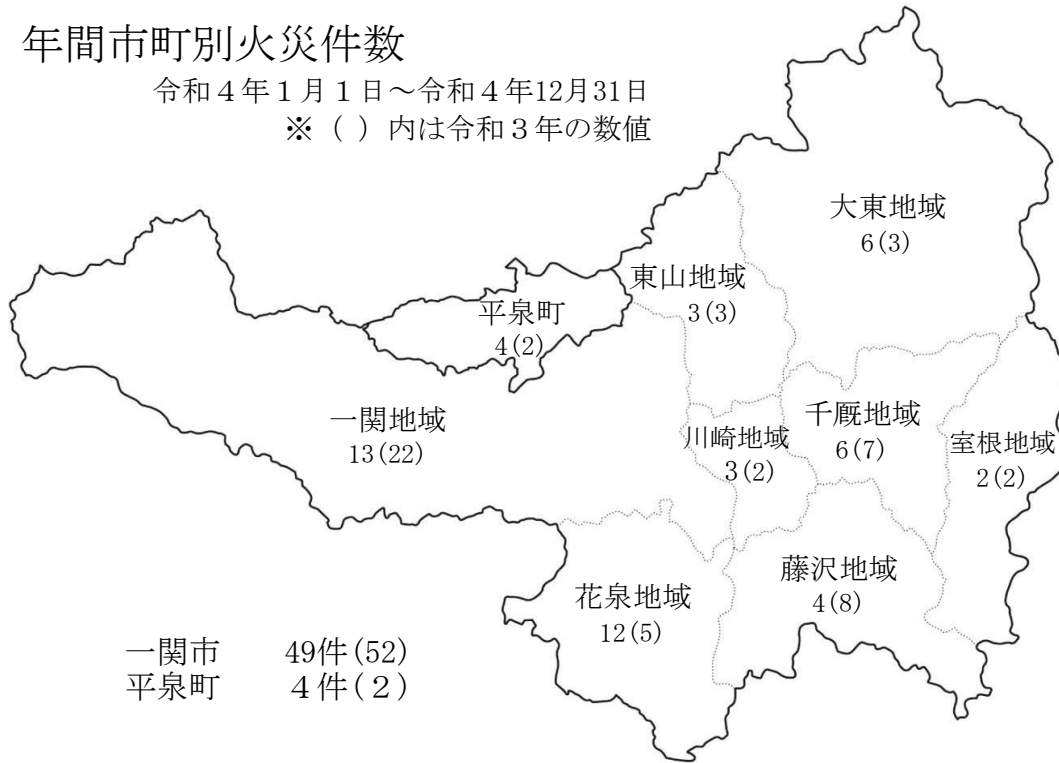 年間市町別火災件数
令和４年１月１日～令和４年12月31日
※（ ）内は令和３年の数値
大東地域
6(3)
東山地域
3(3)
平泉町
4(2)
一関地域
13(22)
川崎地域
3(2)
千厩地域
6(7)
室根地域
2(2)
藤沢地域
4(8)
花泉地域
12(5)
一関市 49件(52)
平泉町 ４件(２)